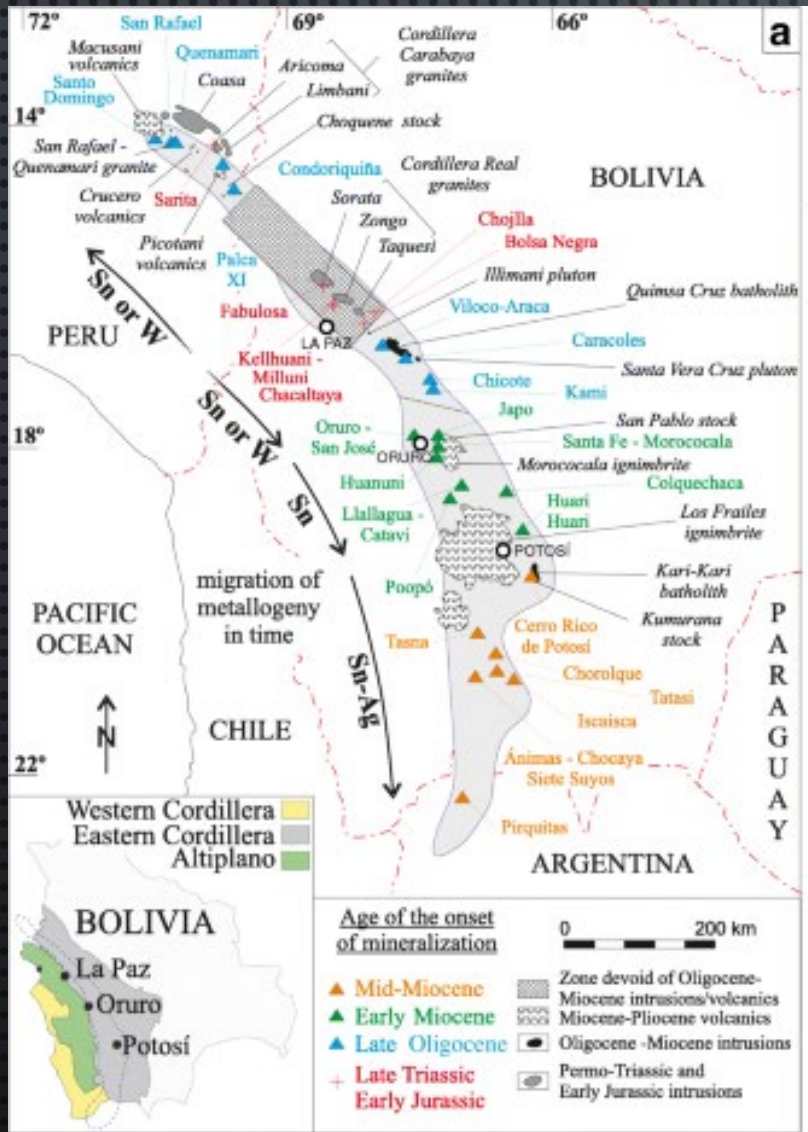 72
69
66
a
San Rafael
Macusani
volcanics
Quenamari
Coasa
Aricoma
Limbani
Cordillera
Carabaya
granites
Santo
Domingo
14º
Choquene stock
San Rafael -
Quenamari granite
Condoriquiña
Cordillera Real
granites
BOLIVIA
Crucero
volcanics
Sarita
Sorata
Zongo
Taquesi
Chojlla
Bolsa Negra
Picotani
volcanics
Palca
XI
Illimani pluton
Quimsa Cruz batholith
Sn or W
Fabulosa
Viloco-Araca
PERU
LA PAZ
Caracoles
Santa Vera Cruz pluton
Kellhuani -
Milluni
Chacaltaya
Chicote
Kami
Sn or W
Japo
Oruro -
San José
San Pablo stock
18º
ORURO
Santa Fe - Morococala
Morococala ignimbrite
Sn
Huanuni
Colquechaca
Llallagua -
Catavi
Huari
Huari
Los Frailes
ignimbrite
POTOSÍ
migration of
metallogeny
in time
Poopó
Kari-Kari
batholith
PACIFIC
OCEAN
Kumurana
stock
Tasna
Cerro Rico
de Potosí
Sn-Ag
Chorolque
Tatasi
PARAGUAY
N
CHILE
Iscaisca
22º
Ánimas - Chocaya
Siete Suyos
Pirquitas
ARGENTINA
Western Cordillera
Eastern Cordillera
Altiplano
BOLIVIA
La Paz
Oruro
Potosí
Age of the onset
of mineralization
0 200 km
Mid-Miocene
Early Miocene
Late Oligocene
Late Triassic
Early Jurassic
Zone devoid of Oligocene-
Miocene intrusions/volcanics
Miocene-Pliocene volcanics
Oligocene -Miocene intrusions
Permo-Triassic and
Early Jurassic intrusions